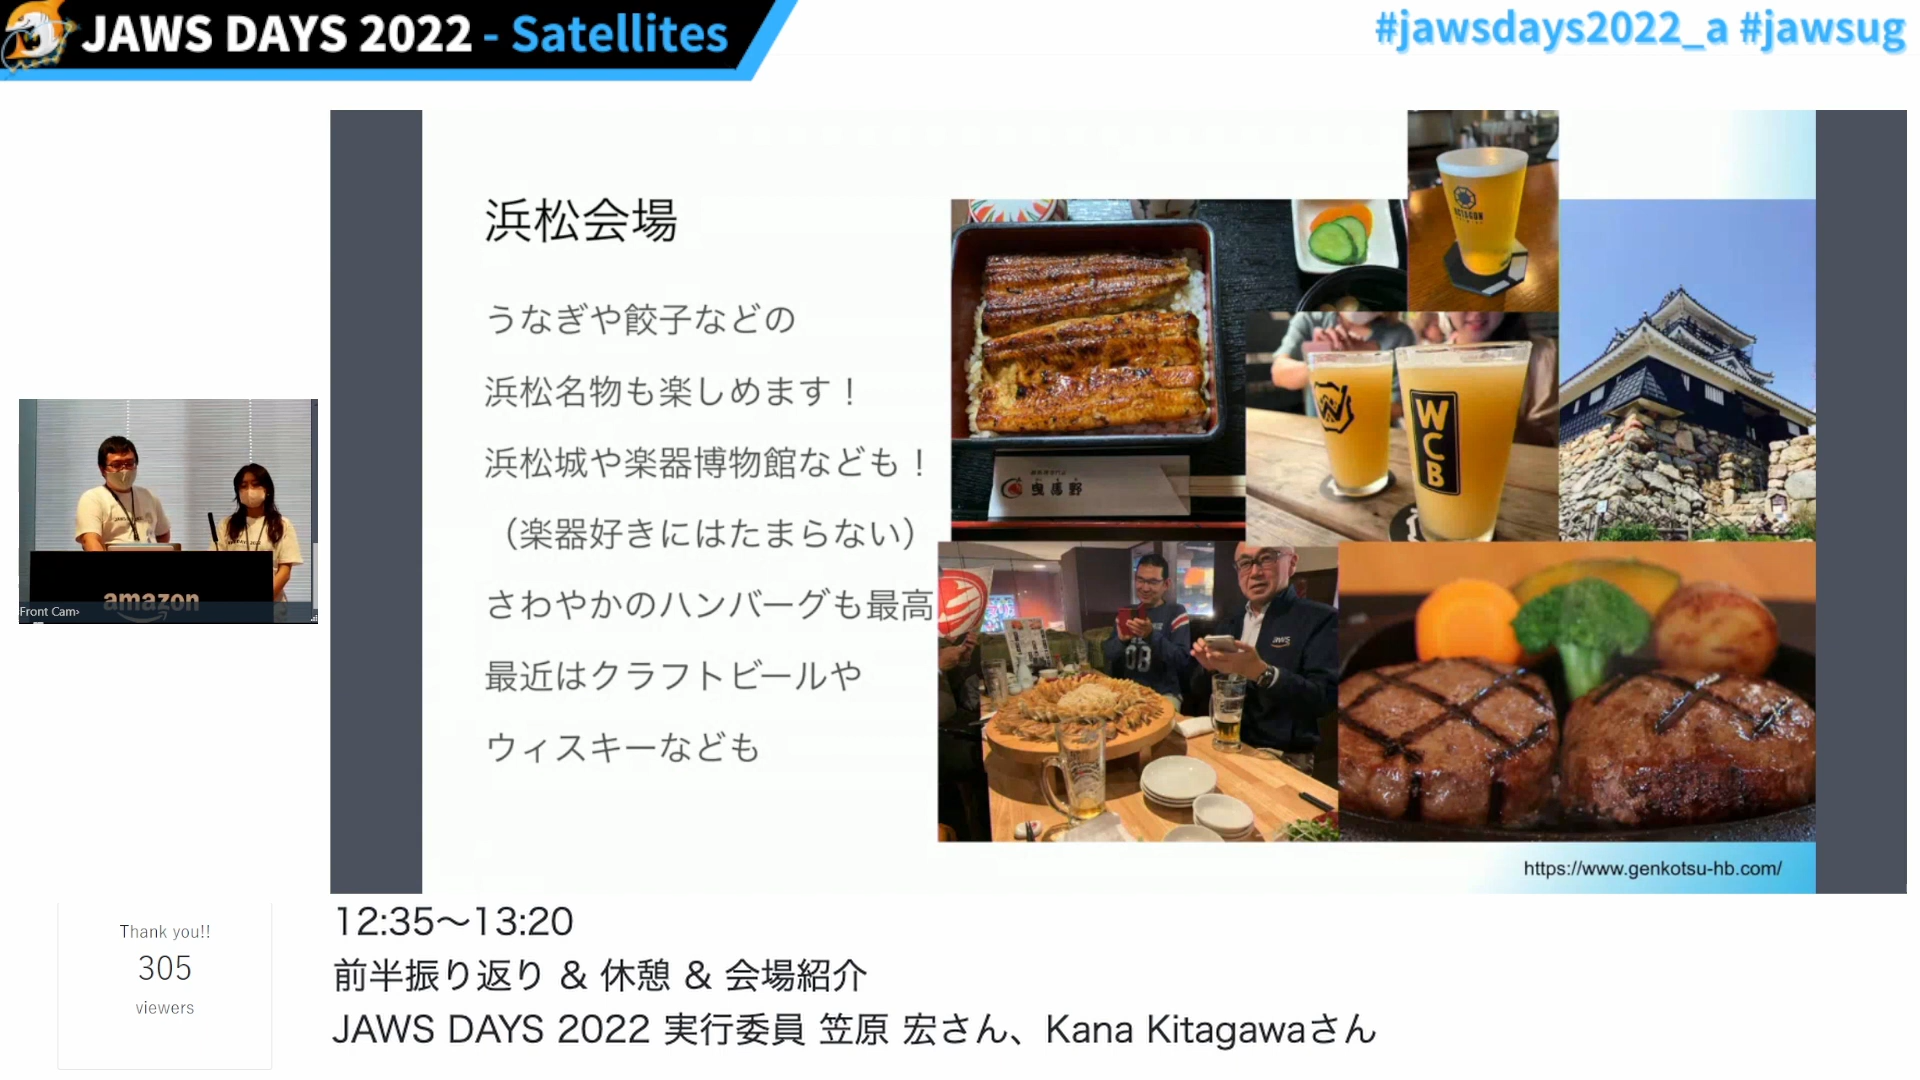 JAWS DAYS 2022 - Satellites
#jawsdays2022_a #jawsug
浜松会場
うなぎや餃子などの
浜松名物も楽しめます！
浜松城や楽器博物館なども！
（楽器好きにはたまらない）
さわやかのハンバーグも最高
最近はクラフトビールや
ウィスキーなども
OCTAGON
曳馬野
WCB
08
https://www.genkotsu-hb.com/
amazon
Front Cam
Thank you!!
305
viewers
12:35～13:20
前半振り返り & 休憩 & 会場紹介
JAWS DAYS 2022 実行委員 笠原 宏さん、Kana Kitagawaさん